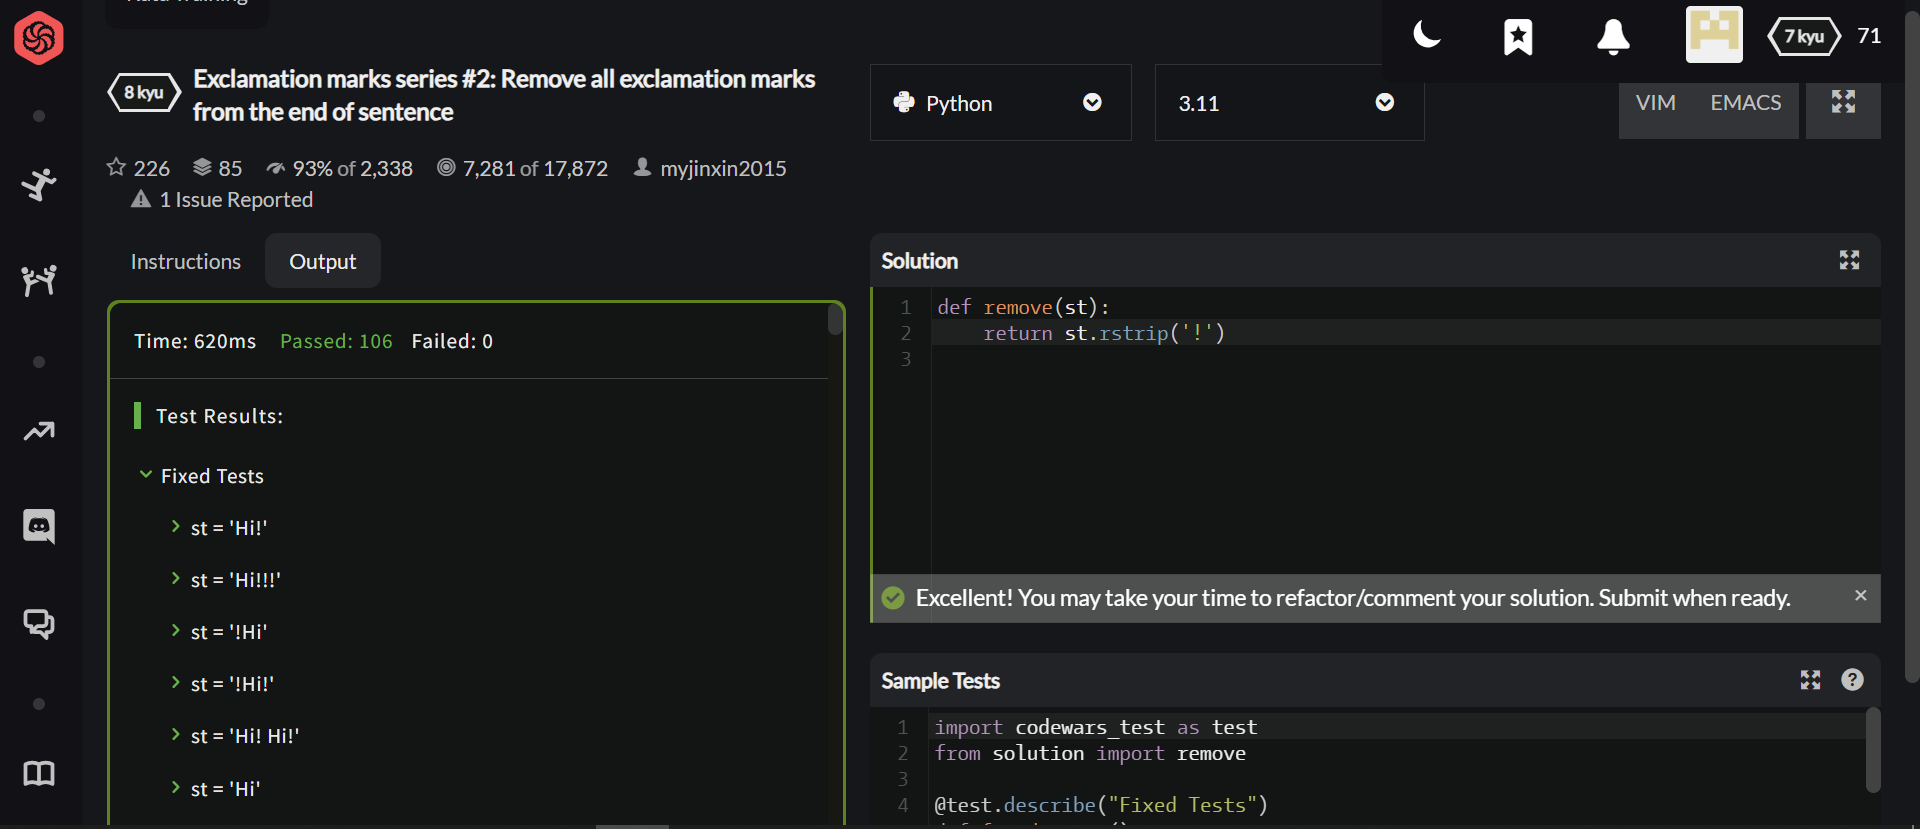 8 kyu
Exclamation marks series #2: Remove all exclamation marks
from the end of sentence
226 85 93% of 2,338 7,281 of 17,872 myjinxin2015
1 Issue Reported
Instructions Output
Time: 620ms Passed: 106 Failed: 0
Test Results:
Fixed Tests
st = 'Hi!'
st = 'Hi!!!'
st = '!Hi'
st = '!Hi!'
st = 'Hi! Hi!'
st = 'Hi'
7 kyu 71
Python 3.11 VIM EMACS
Solution
1 def remove(st):
2 return st.rstrip('!')
3
Excellent! You may take your time to refactor/comment your solution. Submit when ready.
Sample Tests
1 import codewars_test as test
2 from solution import remove
3
4 @test.describe("Fixed Tests")